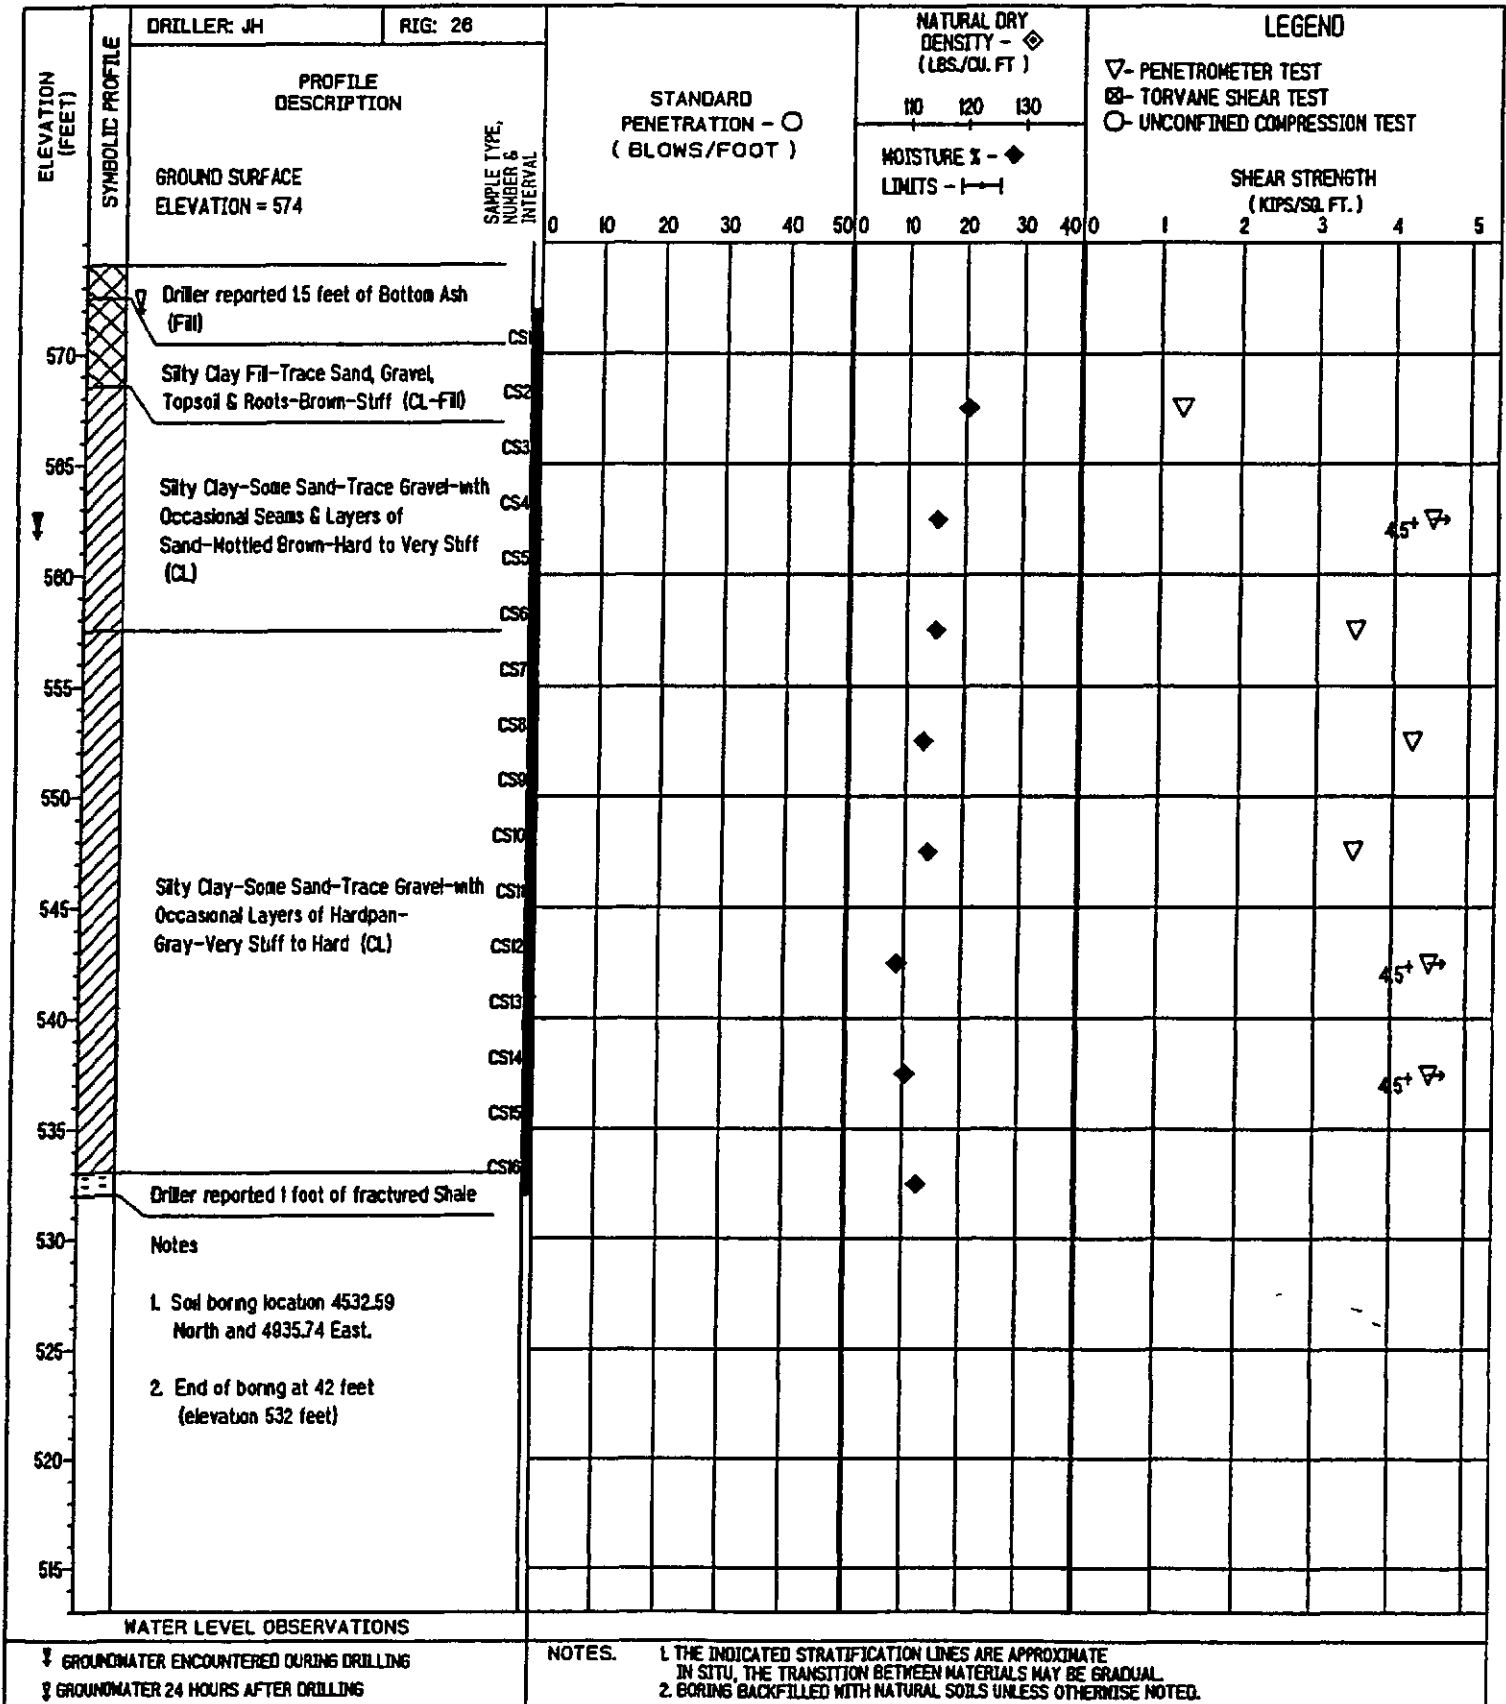 DRILLER: JH
RIG: 26
ELEVATION
(FEET)
SYMBOLIC PROFILE
PROFILE
DESCRIPTION
GROUND SURFACE
ELEVATION = 574
SAMPLE TYPE,
NUMBER &
INTERVAL
STANDARD
PENETRATION - O
( BLOWS/FOOT )
0 10 20 30 40 50
NATURAL DRY
DENSITY -
(LBS./CU. FT )
110 120 130
MOISTURE % - ◆
LIMITS -
0 10 20 30 40
LEGEND
▽- PENETROMETER TEST
- TORVANE SHEAR TEST
O- UNCONFINED COMPRESSION TEST
SHEAR STRENGTH
(KIPS/SQ. FT.)
0 1 2 3 4 5
Driller reported 1.5 feet of Bottom Ash
(Fill)
CS1
570
Silty Clay Fill-Trace Sand, Gravel,
Topsoil & Roots-Brown-Stiff (CL-Fill)
CS2
CS3
565
Silty Clay-Some Sand-Trace Gravel-with
Occasional Seams & Layers of
Sand-Mottled Brown-Hard to Very Stiff
(CL)
CS4
4.5+
CS5
560
CS6
CS7
555
CS8
CS9
550
CS10
Silty Clay-Some Sand-Trace Gravel-with
Occasional Layers of Hardpan-
Gray-Very Stiff to Hard (CL)
CS11
545
CS12
4.5+
CS13
540
CS14
4.5+
CS15
535
CS16
Driller reported 1 foot of fractured Shale
530
Notes
1. Soil boring location 4532.59
North and 4935.74 East.
525
2. End of boring at 42 feet
(elevation 532 feet)
520
515
WATER LEVEL OBSERVATIONS
GROUNDWATER ENCOUNTERED DURING DRILLING
GROUNDWATER 24 HOURS AFTER DRILLING
NOTES. 1. THE INDICATED STRATIFICATION LINES ARE APPROXIMATE
IN SITU, THE TRANSITION BETWEEN MATERIALS MAY BE GRADUAL.
2. BORING BACKFILLED WITH NATURAL SOILS UNLESS OTHERWISE NOTED.